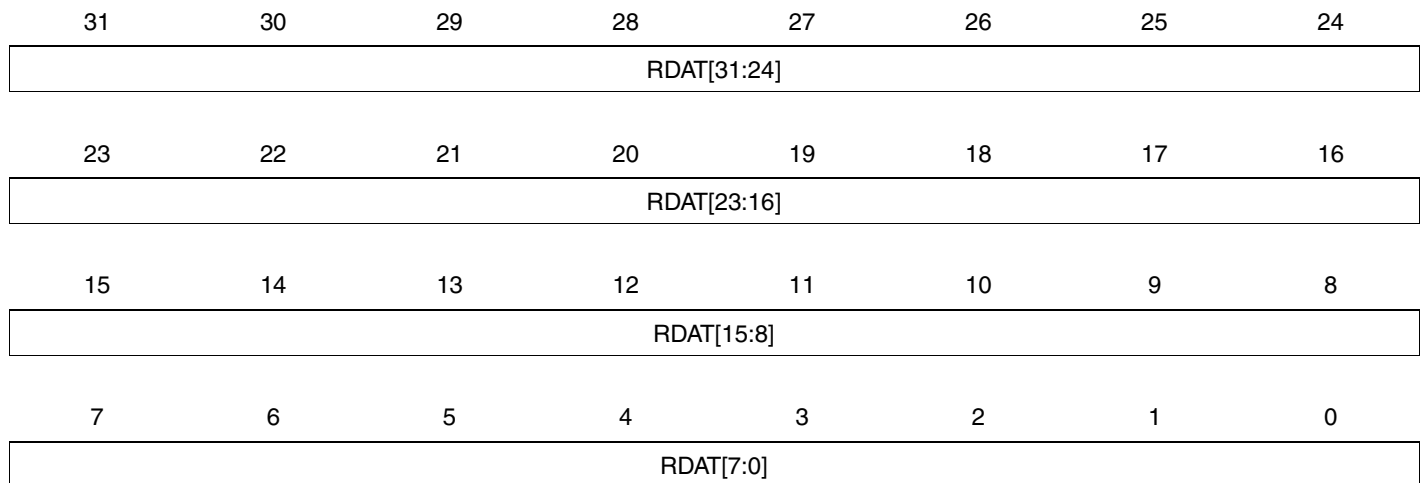 31 30 29 28 27 26 25 24
RDAT[31:24]
23 22 21 20 19 18 17 16
RDAT[23:16]
15 14 13 12 11 10 9 8
RDAT[15:8]
7 6 5 4 3 2 1 0
RDAT[7:0]